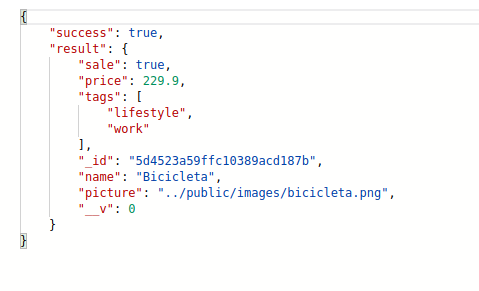 {
    "success": true,
    "result": {
        "sale": true,
        "price": 229.9,
        "tags": [
            "lifestyle",
            "work"
        ],
        "_id": "5d4523a59ffc10389acd187b",
        "name": "Bicicleta",
        "picture": "../public/images/bicicleta.png",
        "__v": 0
    }
}